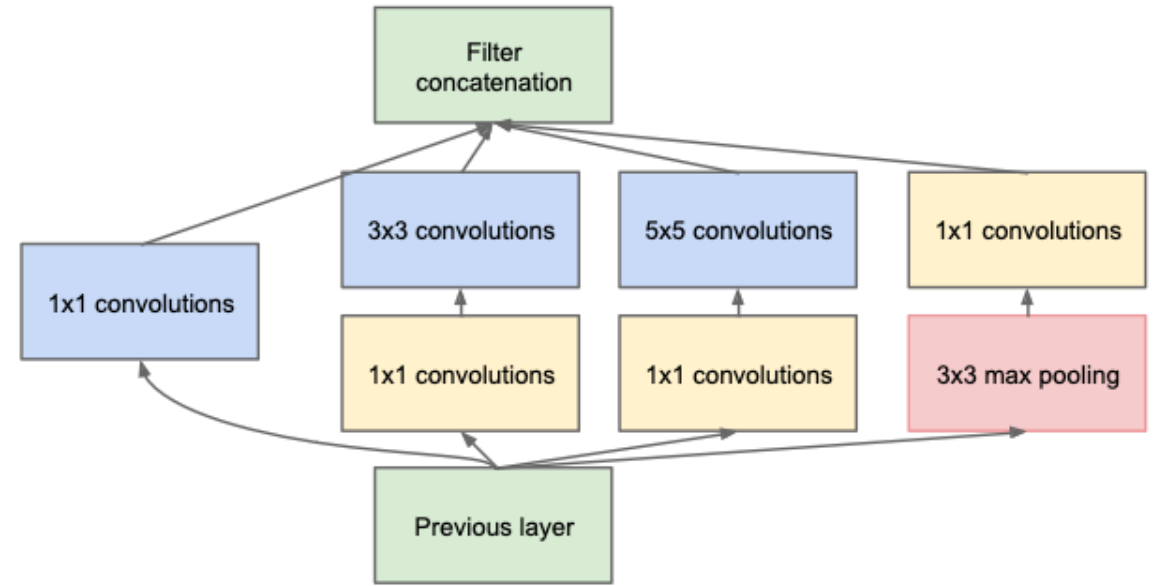 Filter
concatenation
3x3 convolutions
5x5 convolutions
1x1 convolutions
1x1 convolutions
1x1 convolutions
1x1 convolutions
3x3 max pooling
Previous layer